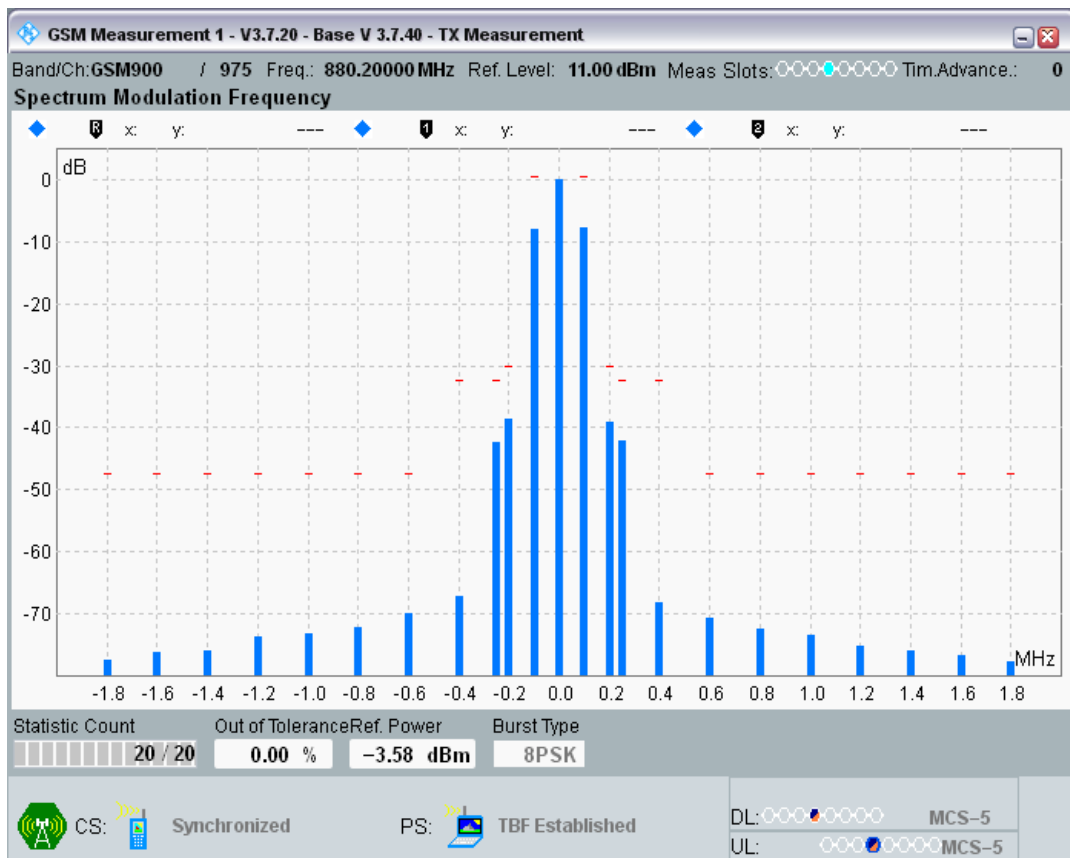 GSM Measurement 1 - V3.7.20 - Base V 3.7.40 - TX Measurement
Band/Ch:GSM900 / 975 Freq.: 880.20000 MHz Ref. Level: 11.00 dBm Meas Slots: Tim.Advance.: 0
Spectrum Modulation Frequency
R x: y: --- 1 x: y: --- 2 x: y: ---
dB
0
-10
-20
-30
-40
-50
-60
-70
MHz
-1.8 -1.6 -1.4 -1.2 -1.0 -0.8 -0.6 -0.4 -0.2 0.0 0.2 0.4 0.6 0.8 1.0 1.2 1.4 1.6 1.8
Statistic Count Out of Tolerance Ref. Power Burst Type
20 / 20 0.00 % −3.58 dBm 8PSK
CS: Synchronized PS: TBF Established DL: MCS−5
UL: MCS−5